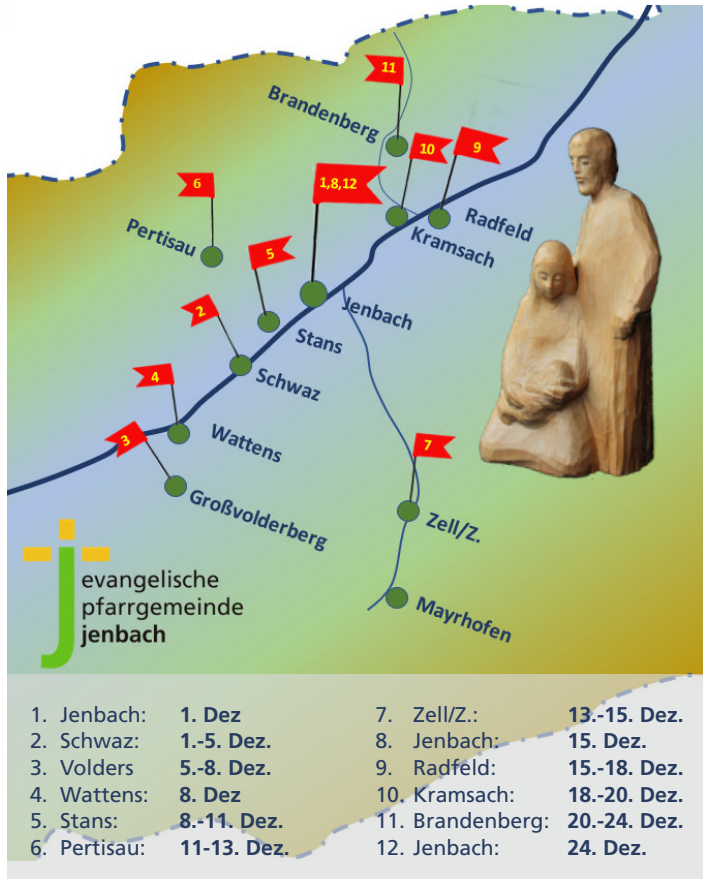 11
Brandenberg
10
9
1,8,12
6
Radfeld
Pertisau
Kramsach
5
Jenbach
2
Stans
Schwaz
4
Wattens
3
7
Großvolderberg
Zell/Z.
Mayrhofen
evangelische
pfarrgemeinde
jenbach
1. Jenbach: 1. Dez
2. Schwaz: 1.-5. Dez.
3. Volders 5.-8. Dez.
4. Wattens: 8. Dez
5. Stans: 8.-11. Dez.
6. Pertisau: 11-13. Dez.
7. Zell/Z.: 13.-15. Dez.
8. Jenbach: 15. Dez.
9. Radfeld: 15.-18. Dez.
10. Kramsach: 18.-20. Dez.
11. Brandenberg: 20.-24. Dez.
12. Jenbach: 24. Dez.